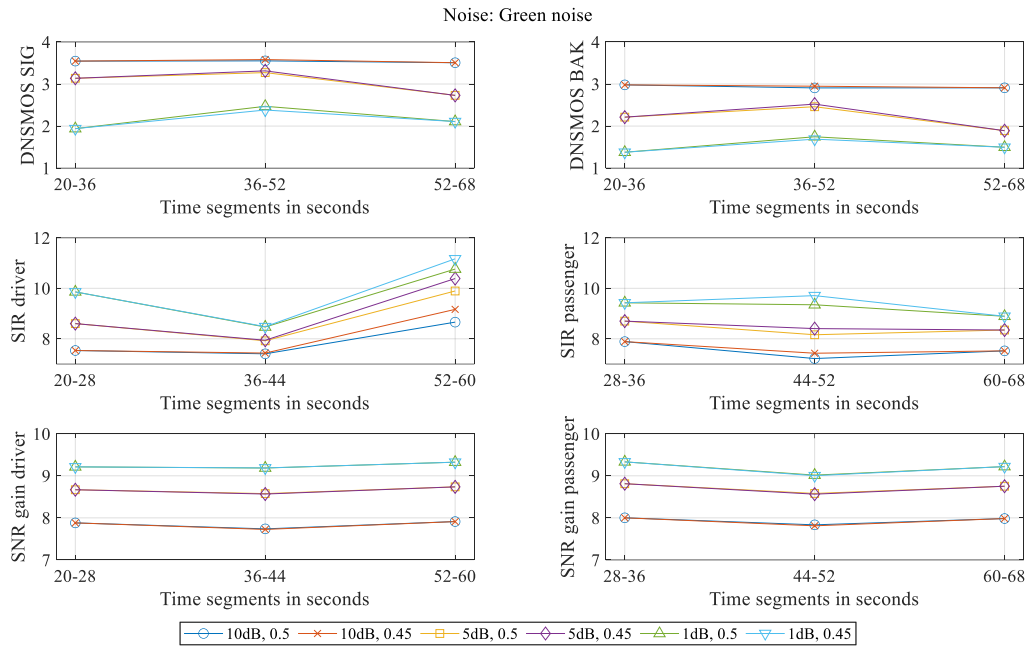 Noise: Green noise
DNSMOS SIG
4
3
2
1
20-36 36-52 52-68
Time segments in seconds
DNSMOS BAK
4
3
2
1
20-36 36-52 52-68
Time segments in seconds
SIR driver
12
10
8
20-28 36-44 52-60
Time segments in seconds
SIR passenger
12
10
8
28-36 44-52 60-68
Time segments in seconds
SNR gain driver
10
9
8
7
20-28 36-44 52-60
Time segments in seconds
SNR gain passenger
10
9
8
7
28-36 44-52 60-68
Time segments in seconds
10dB, 0.5 10dB, 0.45 5dB, 0.5 5dB, 0.45 1dB, 0.5 1dB, 0.45